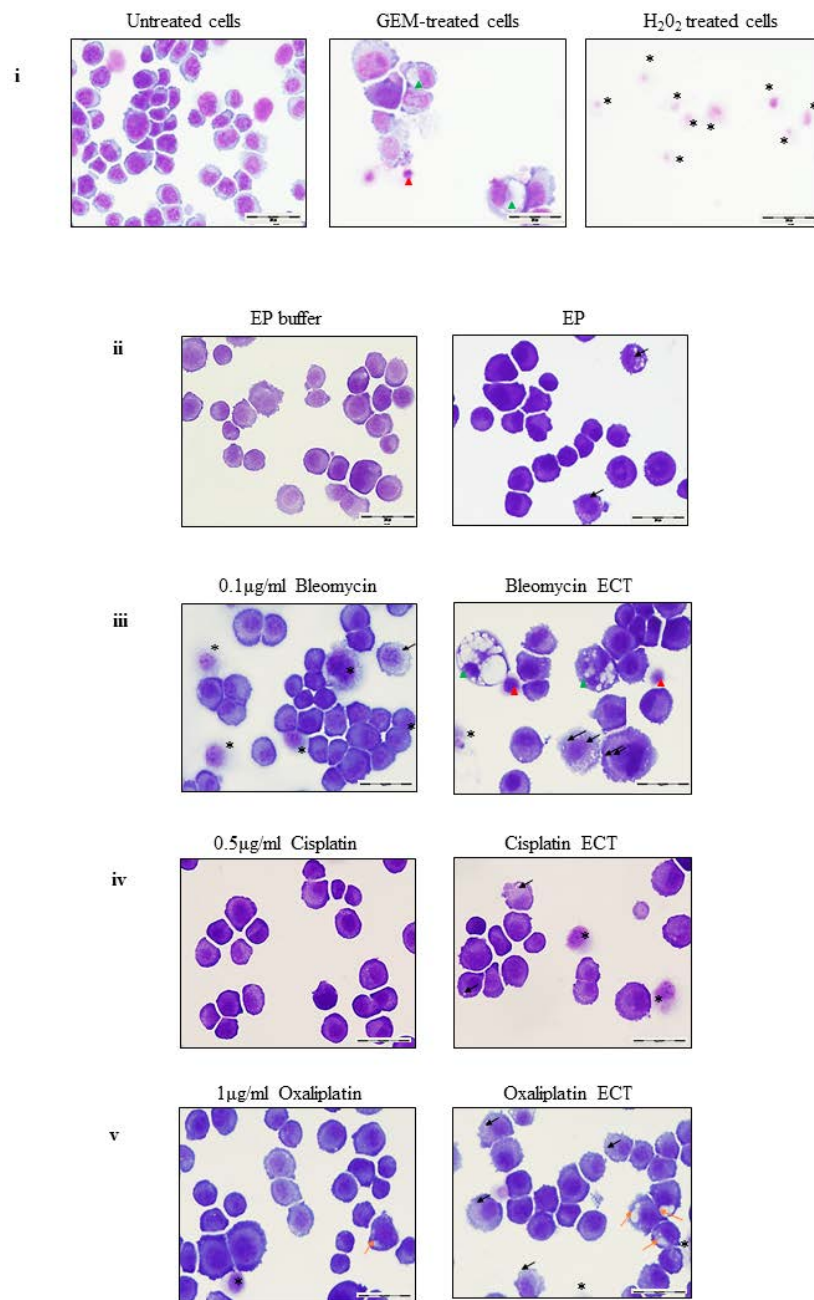 Untreated cells GEM-treated cells H₂0₂ treated cells
i
EP buffer EP
ii
0.1µg/ml Bleomycin Bleomycin ECT
iii
0.5µg/ml Cisplatin Cisplatin ECT
iv
1µg/ml Oxaliplatin Oxaliplatin ECT
v